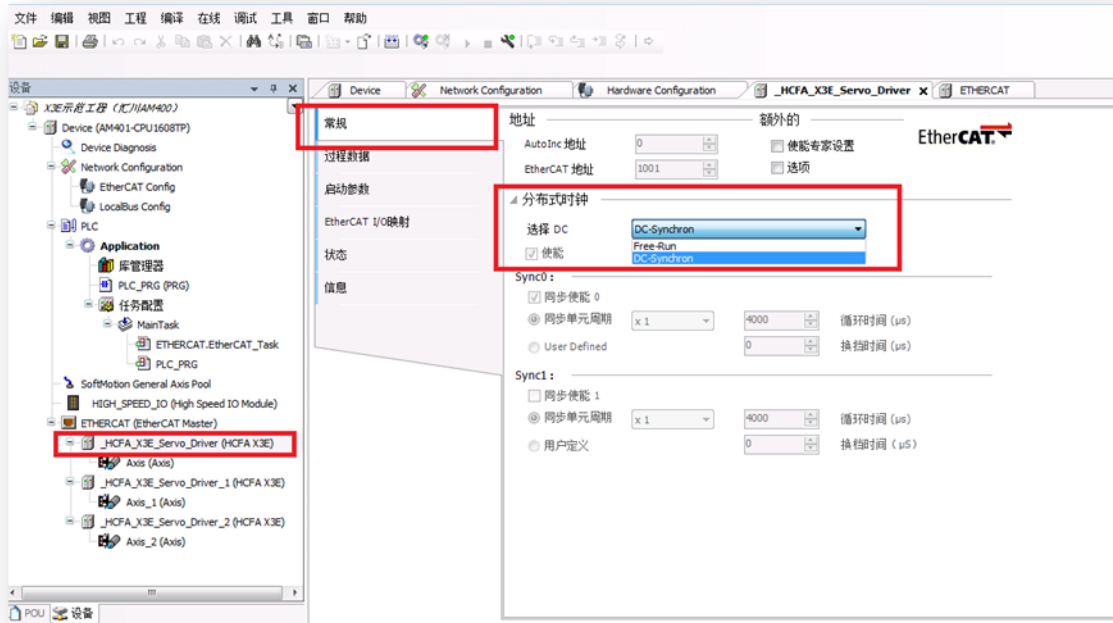 文件 编辑 视图 工程 编译 在线 调试 工具 窗口 帮助
设备
X3E示范工程（汇川AM400）
Device (AM401-CPU1608TP)
Device Diagnosis
Network Configuration
EtherCAT Config
LocalBus Config
PLC
Application
库管理器
PLC_PRG (PRG)
任务配置
MainTask
ETHERCAT.EtherCAT_Task
PLC_PRG
SoftMotion General Axis Pool
HIGH_SPEED_IO (High Speed IO Module)
ETHERCAT (EtherCAT Master)
_HCFA_X3E_Servo_Driver (HCFA X3E)
Axis (Axis)
_HCFA_X3E_Servo_Driver_1 (HCFA X3E)
Axis_1 (Axis)
_HCFA_X3E_Servo_Driver_2 (HCFA X3E)
Axis_2 (Axis)
POU 设备
Device Network Configuration Hardware Configuration _HCFA_X3E_Servo_Driver ETHERCAT
常规
过程数据
启动参数
EtherCAT I/O映射
状态
信息
地址 额外的
EtherCAT
AutoInc 地址 0 使能专家设置
EtherCAT 地址 1001 选项
分布式时钟
选择 DC DC-Synchron
Free-Run
使能 DC-Synchron
Sync0:
同步使能 0
同步单元周期 x 1 4000 循环时间 (µs)
User Defined 0 换挡时间 (µs)
Sync1:
同步使能 1
同步单元周期 x 1 4000 循环时间 (µs)
用户定义 0 换档时间 (µS)